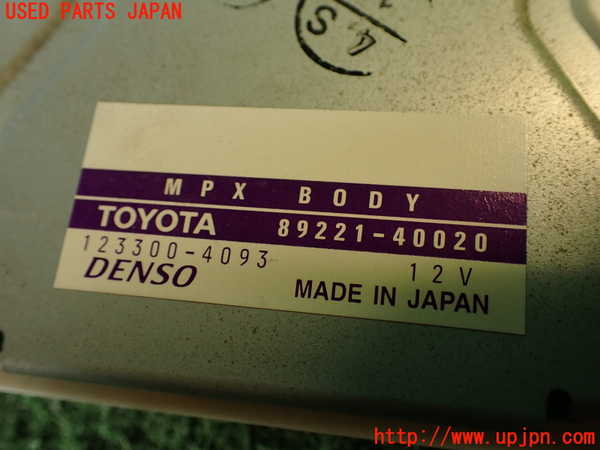 USED PARTS JAPAN
4 S
MPX BODY
TOYOTA 89221-40020
123300-4093 12V
DENSO MADE IN JAPAN
http://www.upjpn.com/